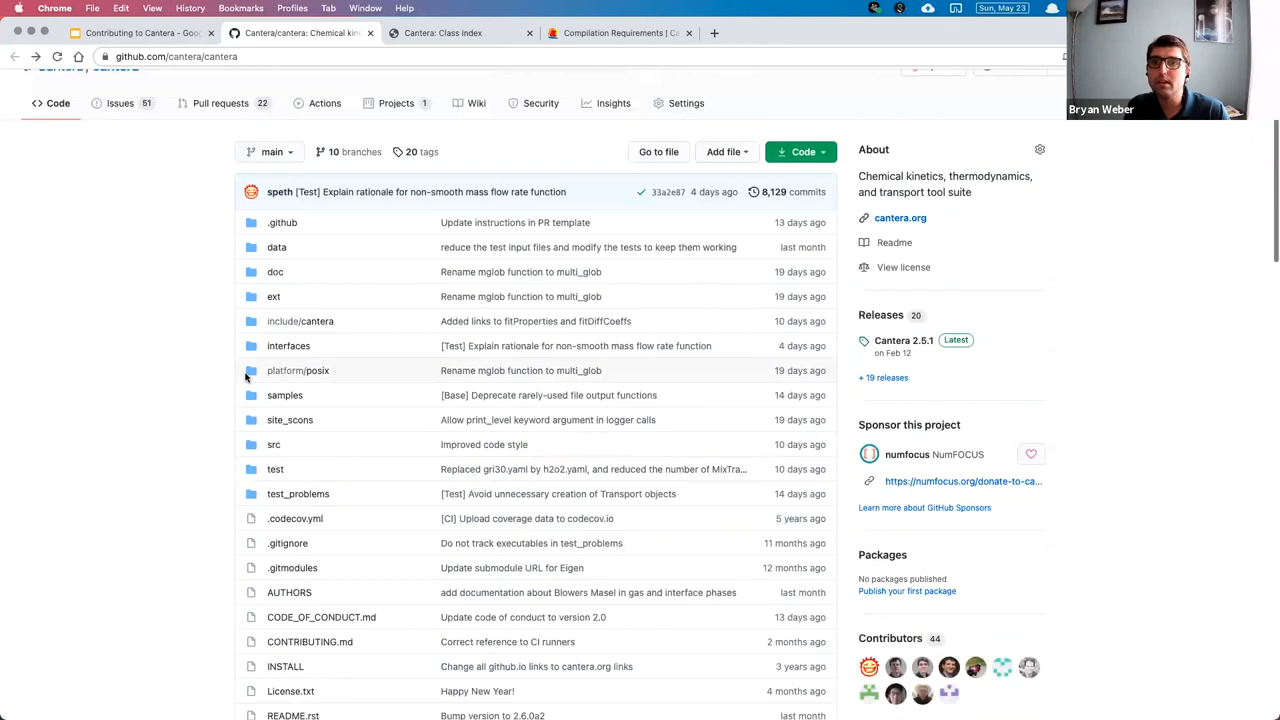 Chrome File Edit View History Bookmarks Profiles Tab Window Help Sun, May 23
Contributing to Cantera - Goo × Cantera/cantera: Chemical kin × Cantera: Class Index × Compilation Requirements | Ca × +
github.com/cantera/cantera
Bryan Weber
<> Code Issues 51 Pull requests 22 Actions Projects 1 Wiki Security Insights Settings
main 10 branches 20 tags Go to file Add file Code
speth [Test] Explain rationale for non-smooth mass flow rate function 33a2e87 4 days ago 8,129 commits
.github Update instructions in PR template 13 days ago
data reduce the test input files and modify the tests to keep them working last month
doc Rename mglob function to multi_glob 19 days ago
ext Rename mglob function to multi_glob 19 days ago
include/cantera Added links to fitProperties and fitDiffCoeffs 10 days ago
interfaces [Test] Explain rationale for non-smooth mass flow rate function 4 days ago
platform/posix Rename mglob function to multi_glob 19 days ago
samples [Base] Deprecate rarely-used file output functions 14 days ago
site_scons Allow print_level keyword argument in logger calls 19 days ago
src Improved code style 10 days ago
test Replaced gri30.yaml by h2o2.yaml, and reduced the number of MixTra... 10 days ago
test_problems [Test] Avoid unnecessary creation of Transport objects 14 days ago
.codecov.yml [CI] Upload coverage data to codecov.io 5 years ago
.gitignore Do not track executables in test_problems 11 months ago
.gitmodules Update submodule URL for Eigen 12 months ago
AUTHORS add documentation about Blowers Masel in gas and interface phases last month
CODE_OF_CONDUCT.md Update code of conduct to version 2.0 13 days ago
CONTRIBUTING.md Correct reference to CI runners 2 months ago
INSTALL Change all github.io links to cantera.org links 3 years ago
License.txt Happy New Year! 4 months ago
README.rst Bump version to 2.6.0a2 last month
About
Chemical kinetics, thermodynamics,
and transport tool suite
cantera.org
Readme
View license
Releases 20
Cantera 2.5.1 Latest
on Feb 12
+ 19 releases
Sponsor this project
numfocus NumFOCUS
https://numfocus.org/donate-to-ca...
Learn more about GitHub Sponsors
Packages
No packages published
Publish your first package
Contributors 44